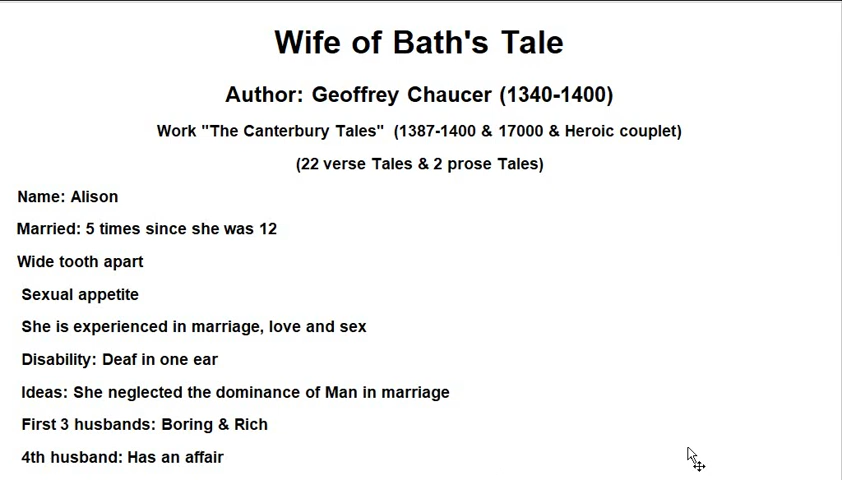 Wife of Bath's Tale
Author: Geoffrey Chaucer (1340-1400)
Work "The Canterbury Tales" (1387-1400 & 17000 & Heroic couplet)
(22 verse Tales & 2 prose Tales)
Name: Alison
Married: 5 times since she was 12
Wide tooth apart
Sexual appetite
She is experienced in marriage, love and sex
Disability: Deaf in one ear
Ideas: She neglected the dominance of Man in marriage
First 3 husbands: Boring & Rich
4th husband: Has an affair